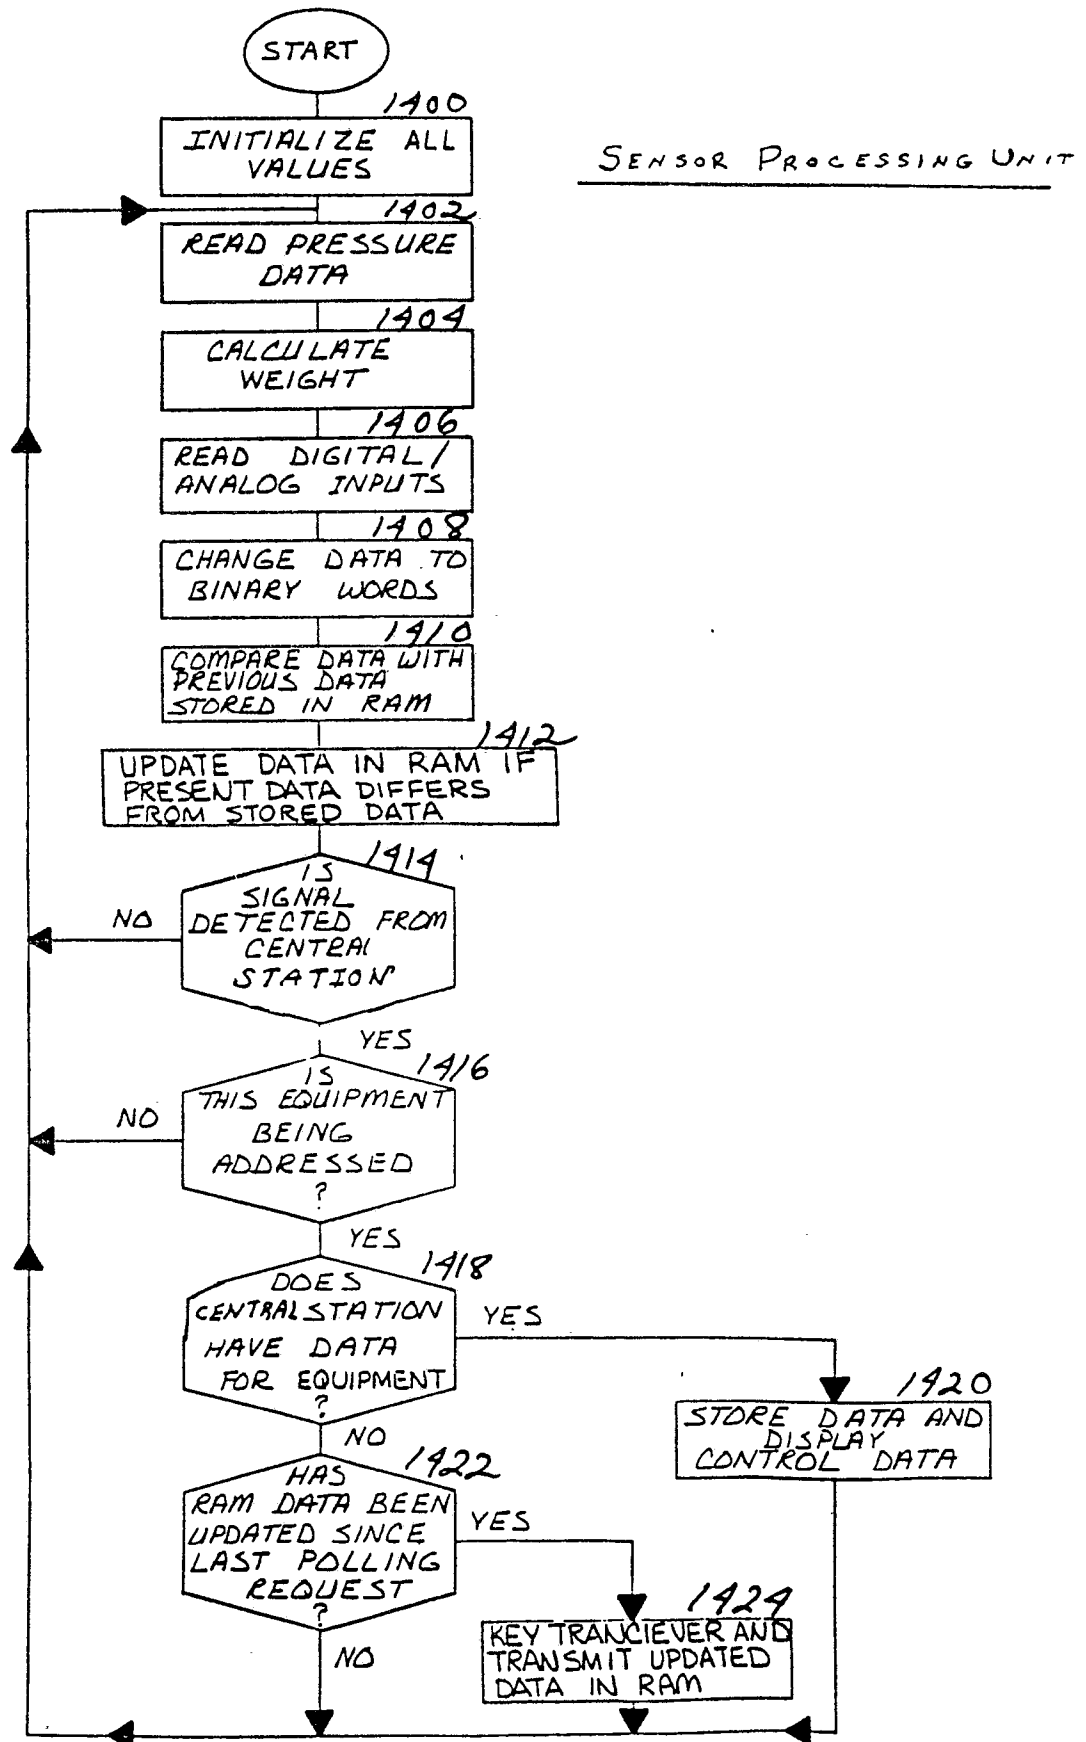 START
1400
INITIALIZE ALL
VALUES
SENSOR PROCESSING UNIT
1402
READ PRESSURE
DATA
1404
CALCULATE
WEIGHT
1406
READ DIGITAL/
ANALOG INPUTS
1408
CHANGE DATA TO
BINARY WORDS
1410
COMPARE DATA WITH
PREVIOUS DATA
STORED IN RAM
1412
UPDATE DATA IN RAM IF
PRESENT DATA DIFFERS
FROM STORED DATA
1414
IS
SIGNAL
DETECTED FROM
CENTRAL
STATION
NO
YES
1416
IS
THIS EQUIPMENT
BEING
ADDRESSED
?
NO
YES
1418
DOES
CENTRAL STATION
HAVE DATA
FOR EQUIPMENT
?
YES
1420
STORE DATA AND
DISPLAY
CONTROL DATA
NO
1422
HAS
RAM DATA BEEN
UPDATED SINCE
LAST POLLING
REQUEST
?
YES
1424
KEY TRANCIEVER AND
TRANSMIT UPDATED
DATA IN RAM
NO